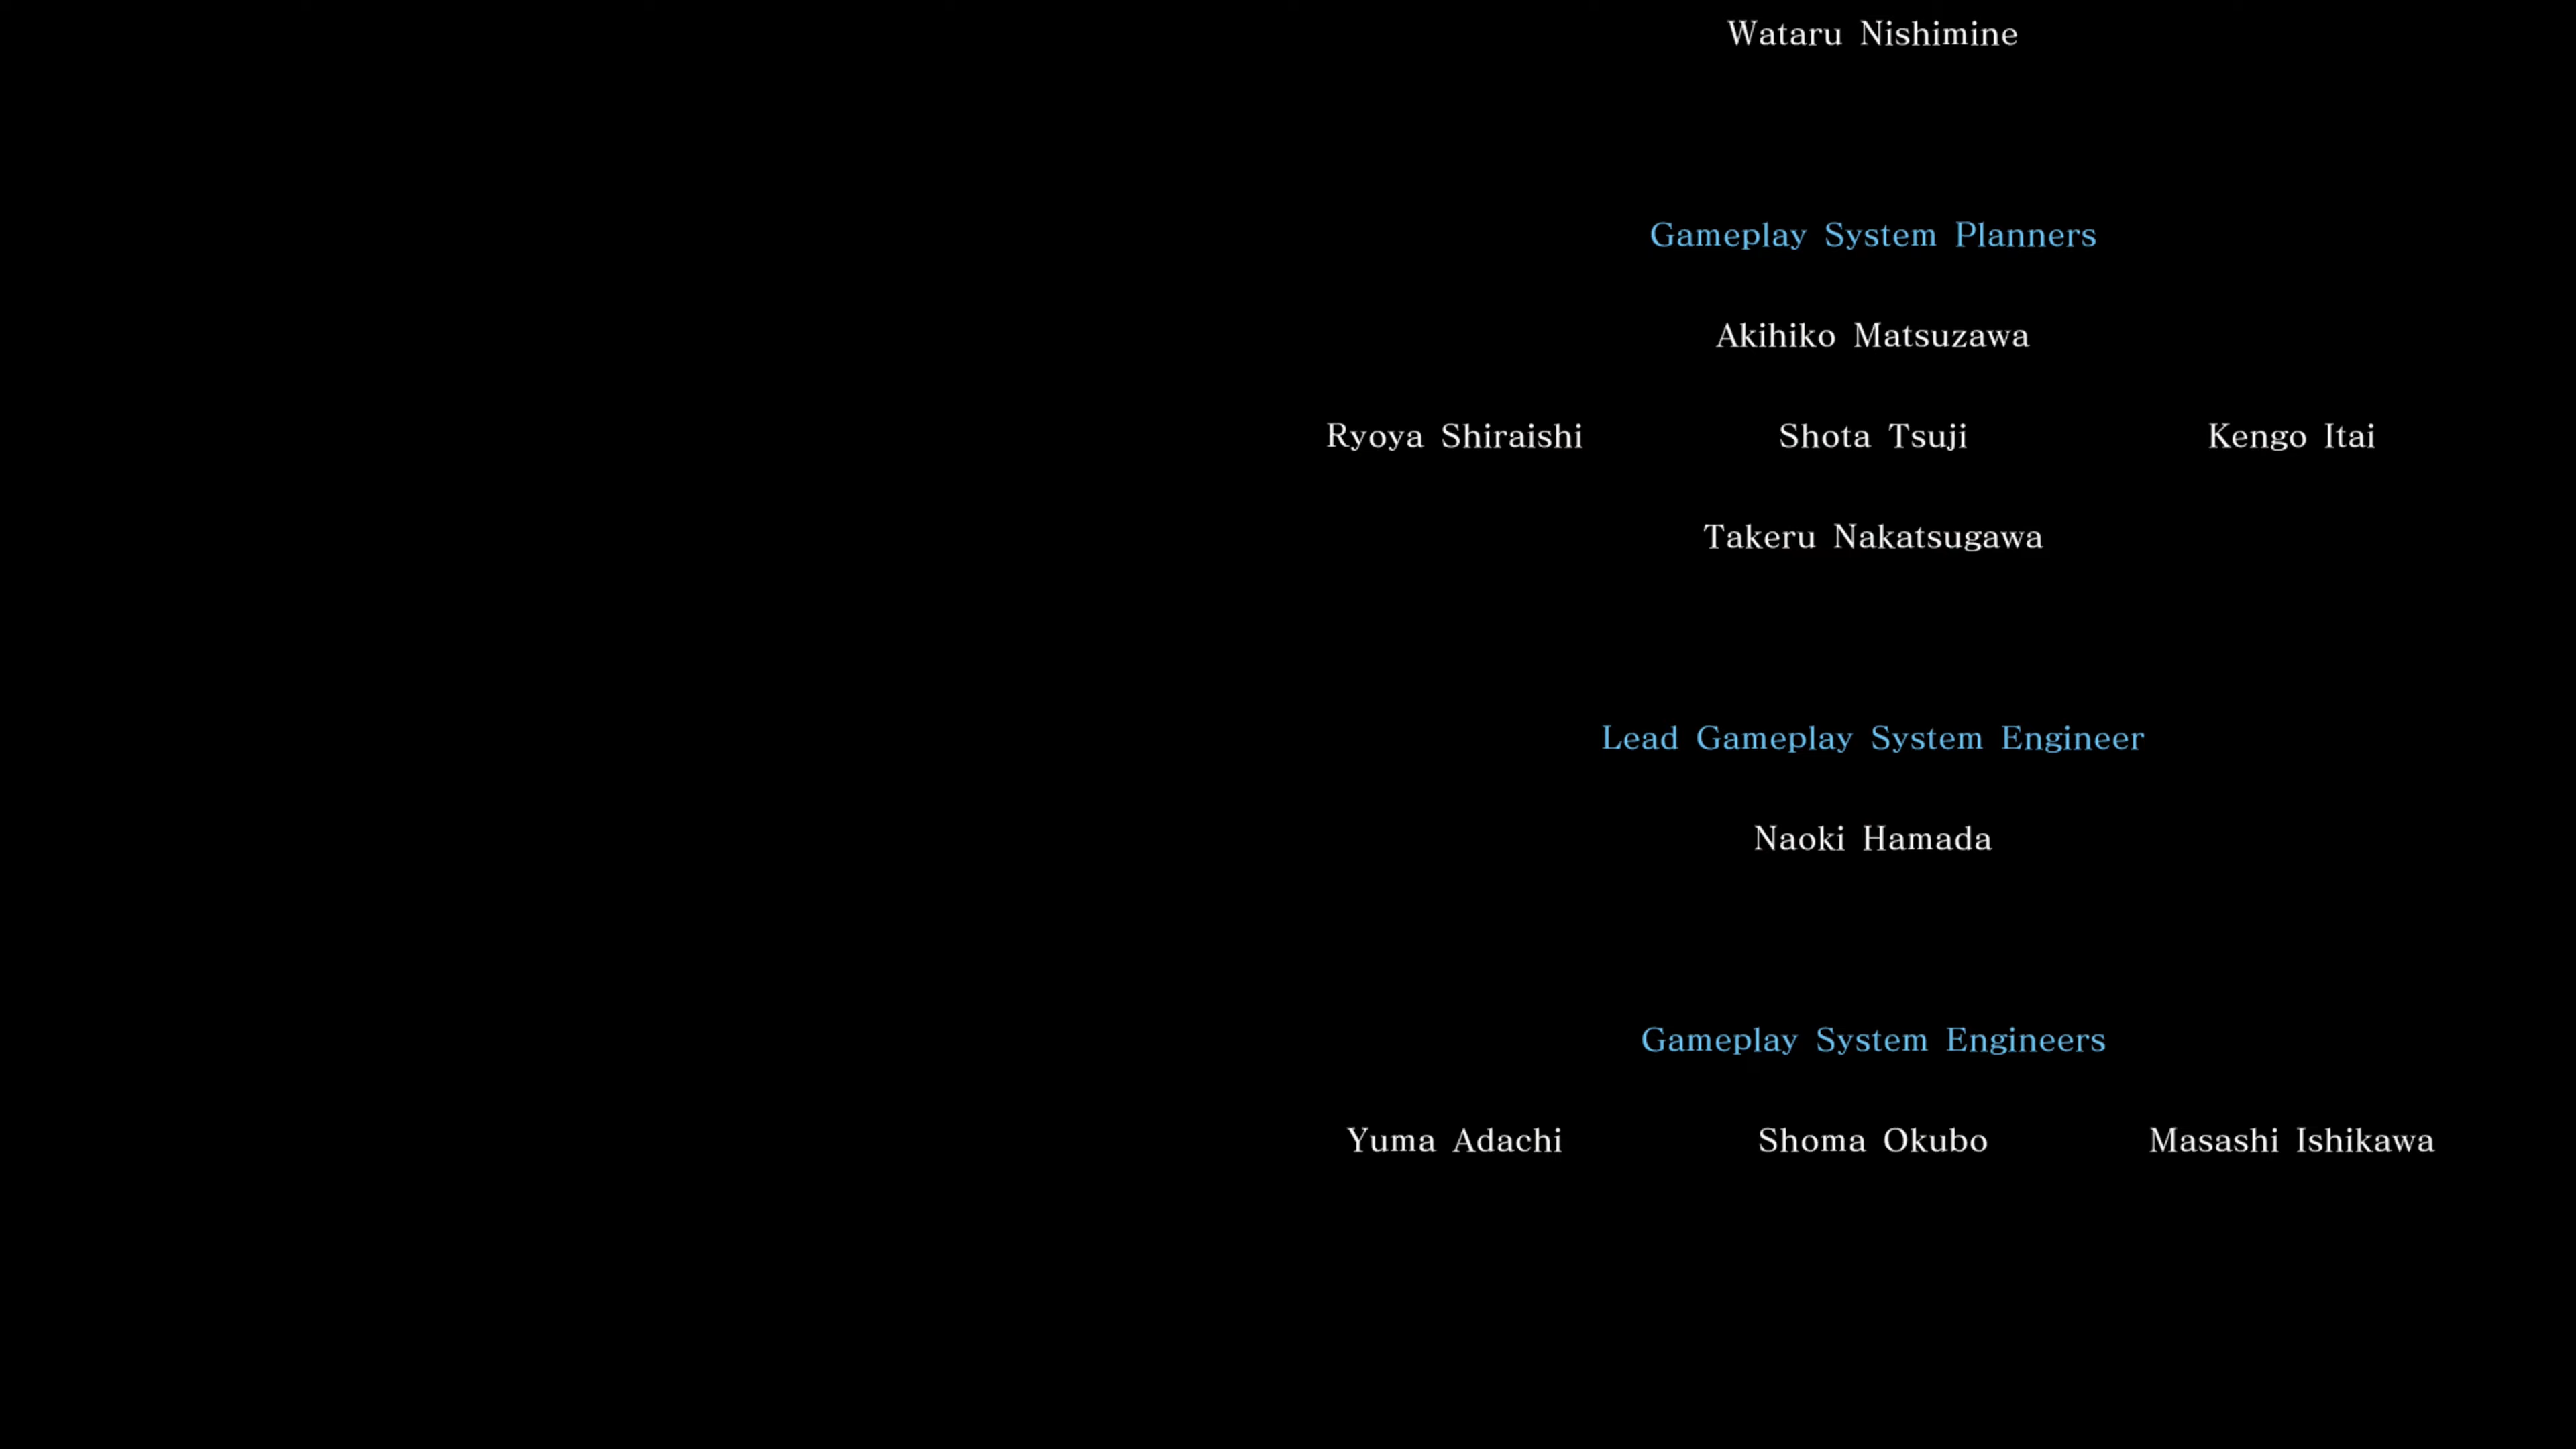 Wataru Nishimine
Gameplay System Planners
Akihiko Matsuzawa
Ryoya Shiraishi Shota Tsuji Kengo Itai
Takeru Nakatsugawa
Lead Gameplay System Engineer
Naoki Hamada
Gameplay System Engineers
Yuma Adachi Shoma Okubo Masashi Ishikawa